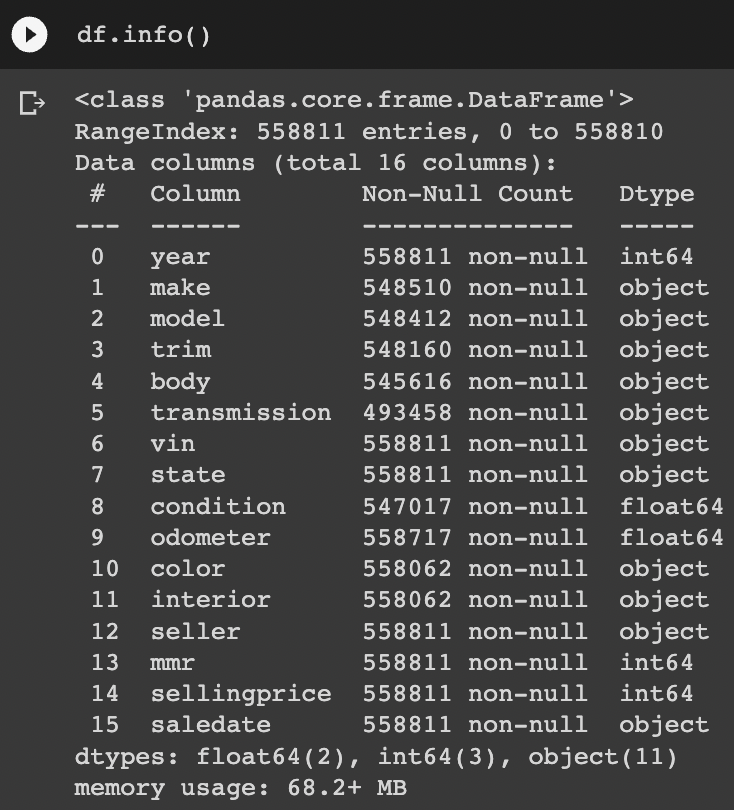 df.info()
<class 'pandas.core.frame.DataFrame'>
RangeIndex: 558811 entries, 0 to 558810
Data columns (total 16 columns):
 #   Column        Non-Null Count   Dtype
---  ------        --------------   -----
 0   year          558811 non-null  int64
 1   make          548510 non-null  object
 2   model         548412 non-null  object
 3   trim          548160 non-null  object
 4   body          545616 non-null  object
 5   transmission  493458 non-null  object
 6   vin           558811 non-null  object
 7   state         558811 non-null  object
 8   condition     547017 non-null  float64
 9   odometer      558717 non-null  float64
 10  color         558062 non-null  object
 11  interior      558062 non-null  object
 12  seller        558811 non-null  object
 13  mmr           558811 non-null  int64
 14  sellingprice  558811 non-null  int64
 15  saledate      558811 non-null  object
dtypes: float64(2), int64(3), object(11)
memory usage: 68.2+ MB